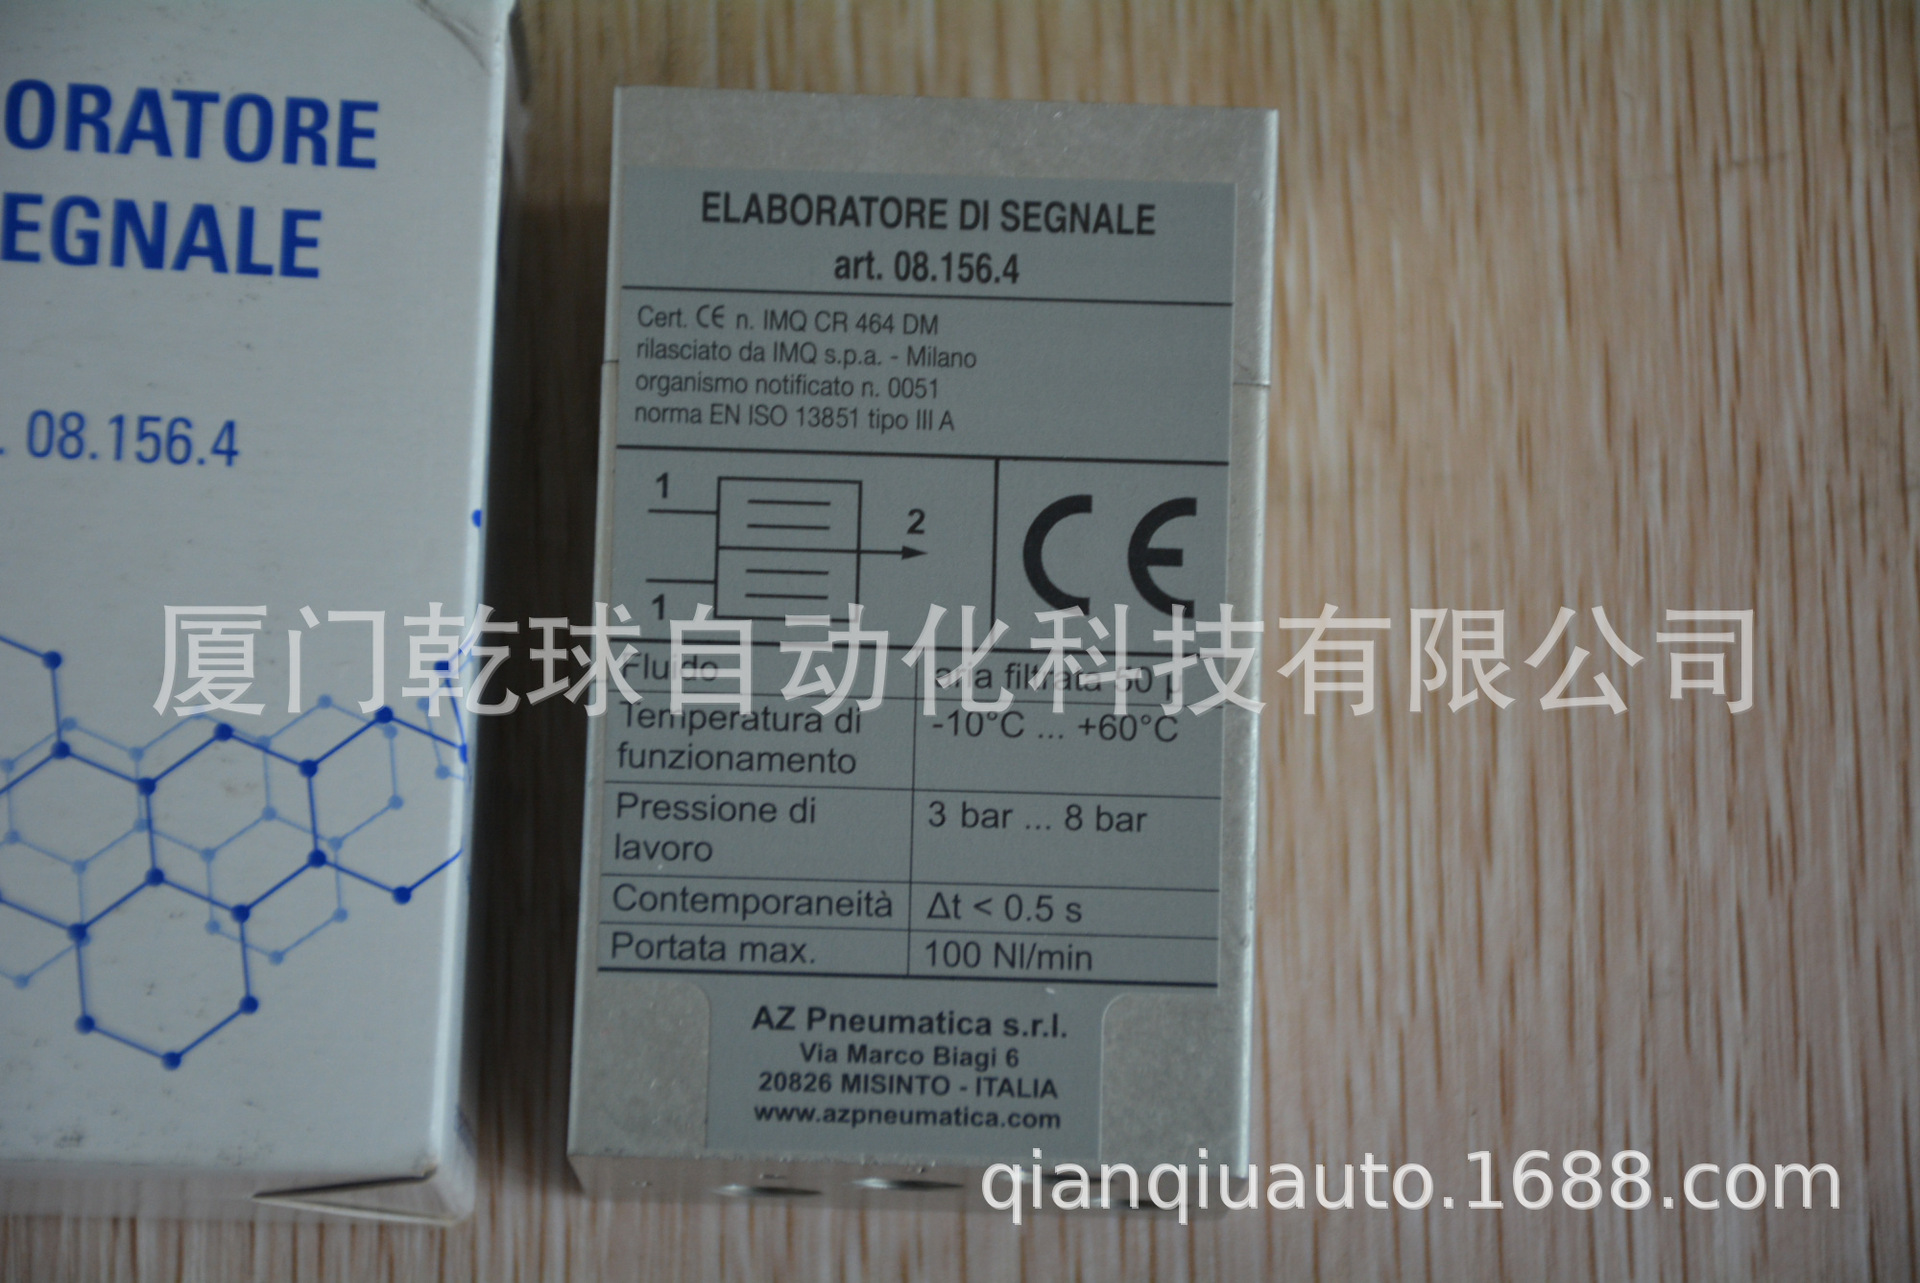 ORATORE
EGNALE
. 08.156.4
ELABORATORE DI SEGNALE
art. 08.156.4
Cert. CE n. IMQ CR 464 DM
rilasciato da IMQ s.p.a. - Milano
organismo notificato n. 0051
norma EN ISO 13851 tipo III A
1
2
1
CE
厦门乾球自动化科技有限公司
Fluido aria filtrata 50 µ
Temperatura di -10°C ... +60°C
funzionamento
Pressione di 3 bar ... 8 bar
lavoro
Contemporaneità Δt < 0.5 s
Portata max. 100 Nl/min
AZ Pneumatica s.r.l.
Via Marco Biagi 6
20826 MISINTO - ITALIA
www.azpneumatica.com
qianqiuauto.1688.com